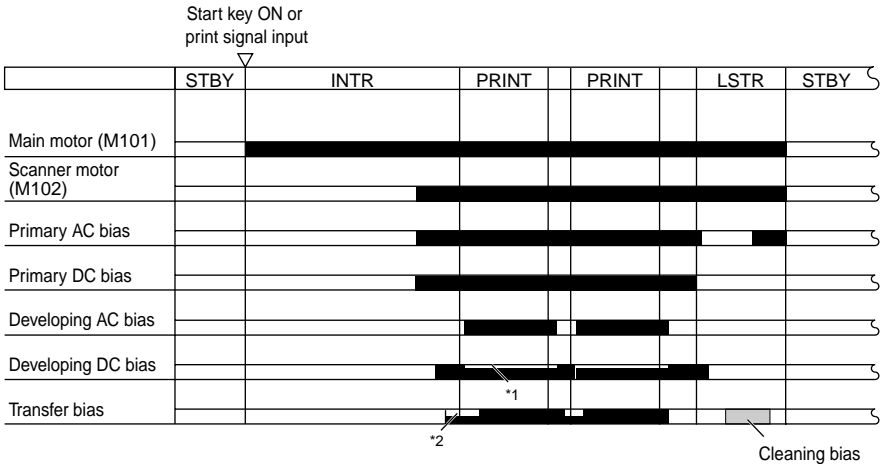 Start key ON or
print signal input
STBY INTR PRINT PRINT LSTR STBY
Main motor (M101)
Scanner motor
(M102)
Primary AC bias
Primary DC bias
Developing AC bias
Developing DC bias
*1
Transfer bias
*2
Cleaning bias